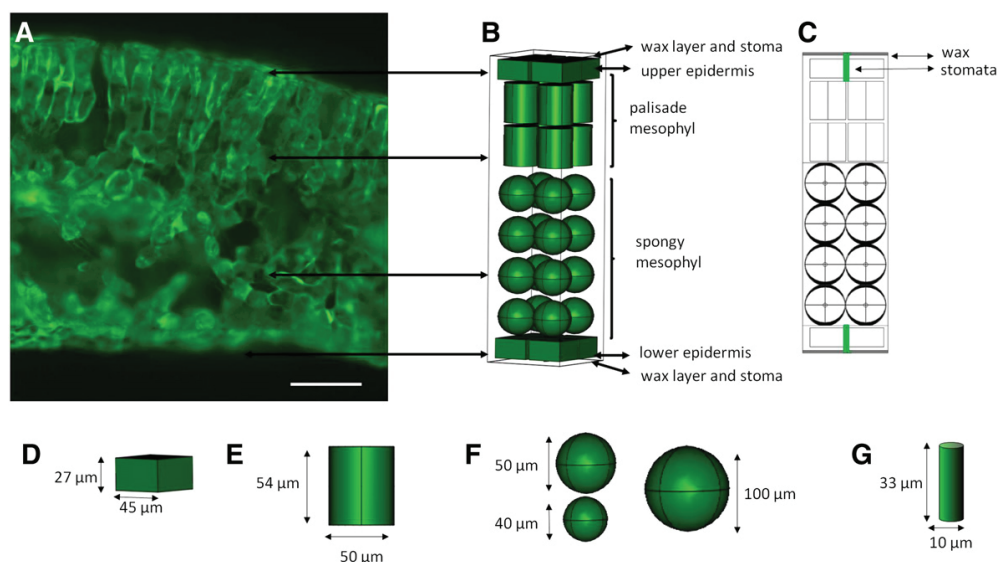 A
B
C
wax layer and stoma
upper epidermis
palisade
mesophyl
spongy
mesophyl
lower epidermis
wax layer and stoma
wax
stomata
D
27 µm
45 µm
E
54 µm
50 µm
F
50 µm
40 µm
100 µm
G
33 µm
10 µm